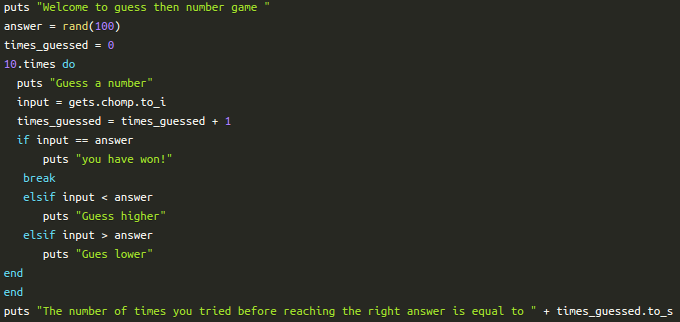 puts "Welcome to guess then number game "
answer = rand(100)
times_guessed = 0
10.times do
  puts "Guess a number"
  input = gets.chomp.to_i
  times_guessed = times_guessed + 1
  if input == answer
      puts "you have won!"
   break
   elsif input < answer
      puts "Guess higher"
   elsif input > answer
      puts "Gues lower"
end
end
puts "The number of times you tried before reaching the right answer is equal to " + times_guessed.to_s